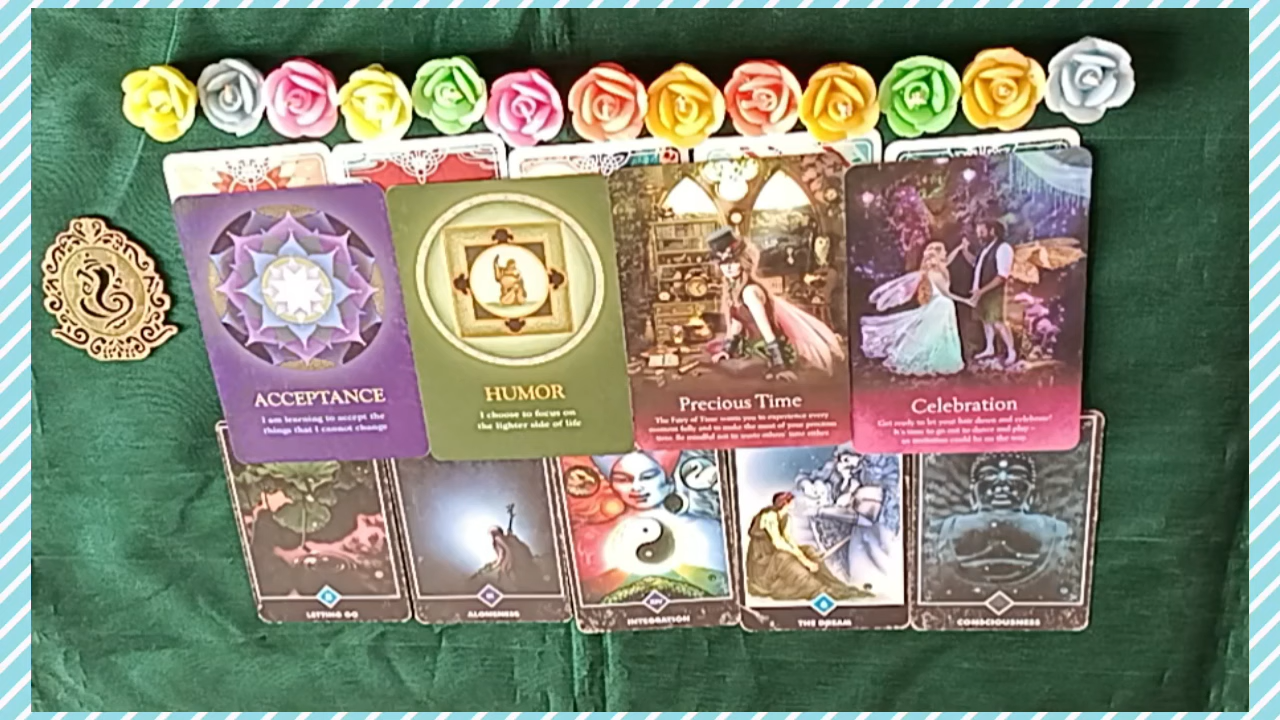 ACCEPTANCE
I am learning to accept the
things that I cannot change
HUMOR
I choose to focus on
the lighter side of life
Precious Time
The Fairy of Time wants you to experience every
moment fully and to make the most of your precious
time. Be mindful not to waste others' time either.
Celebration
Get ready to let your hair down and celebrate!
It's time to go out to dance and play –
an invitation could be on the way.
LETTING GO
ALONENESS
INTEGRATION
THE DREAM
CONSCIOUSNESS